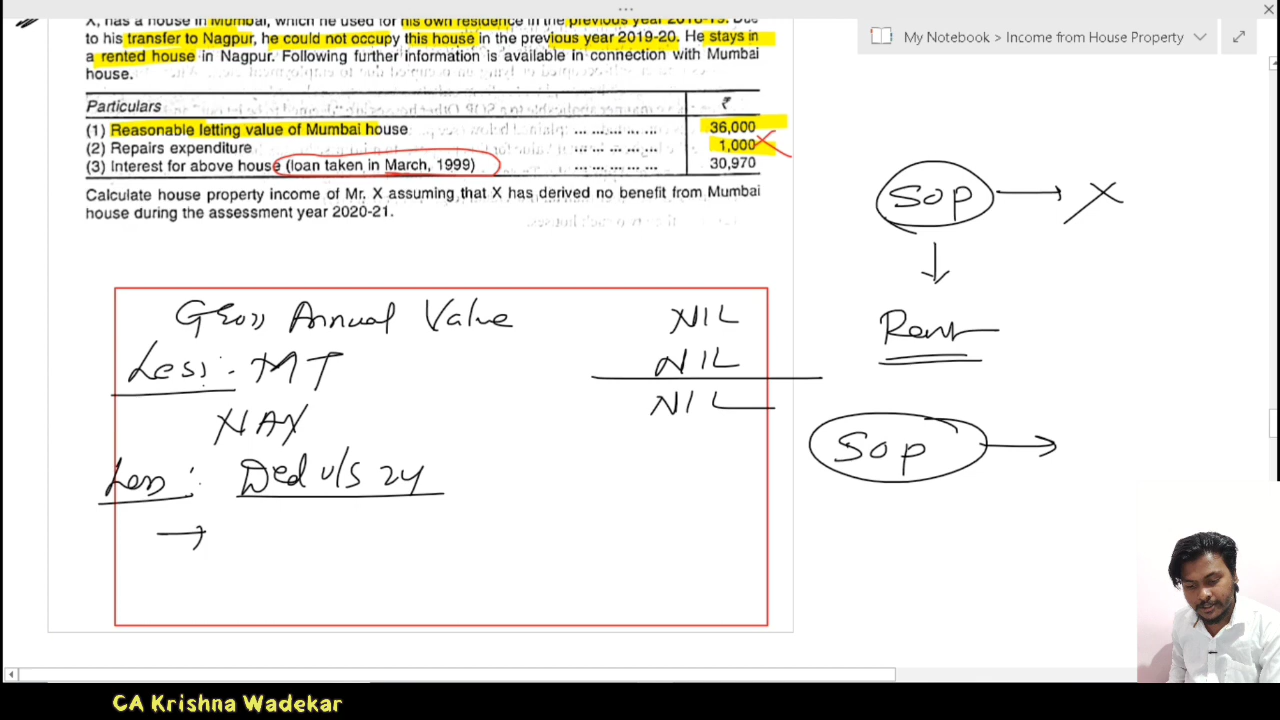 X, has a house in Mumbai, which he used for his own residence in the previous year 2018-19. Due
to his transfer to Nagpur, he could not occupy this house in the previous year 2019-20. He stays in
a rented house in Nagpur. Following further information is available in connection with Mumbai
house.
Particulars ₹
(1) Reasonable letting value of Mumbai house ... ... ... ... 36,000
(2) Repairs expenditure ... ... ... ... 1,000
(3) Interest for above house (loan taken in March, 1999) ... ... ... ... 30,970
Calculate house property income of Mr. X assuming that X has derived no benefit from Mumbai
house during the assessment year 2020-21.
Gross Annual Value NIL
Less:- MT NIL
NAV NIL
Less: Ded u/s 24
→
My Notebook > Income from House Property
SOP → X
↓
Rent
SOP →
CA Krishna Wadekar